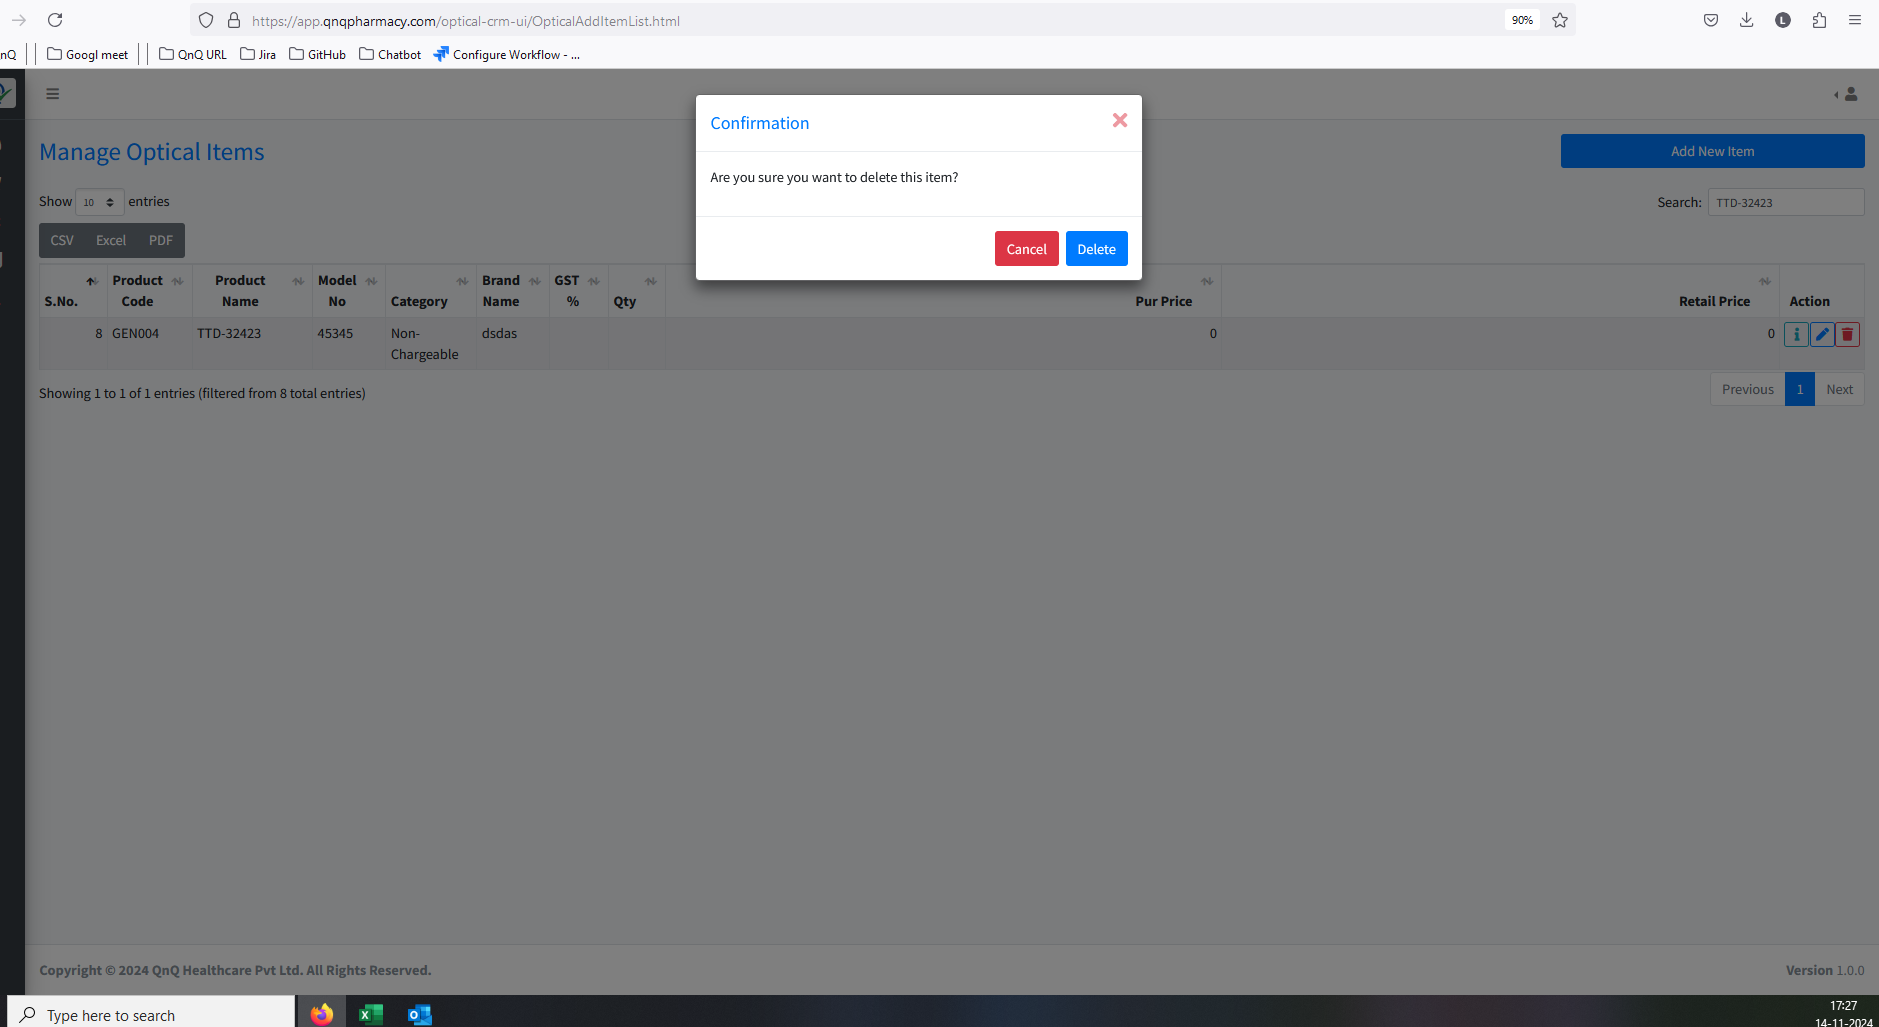 https://app.qnqpharmacy.com/optical-crm-ui/OpticalAddItemList.html
90%
L
nQ
Googl meet
QnQ URL
Jira
GitHub
Chatbot
Configure Workflow - ...
Confirmation
Are you sure you want to delete this item?
Cancel
Delete
Manage Optical Items
Add New Item
Show 10 entries
Search: TTD-32423
CSV Excel PDF
S.No. Product Code Product Name Model No Category Brand Name GST % Qty Pur Price Retail Price Action
8 GEN004 TTD-32423 45345 Non-Chargeable dsdas 0 0
Showing 1 to 1 of 1 entries (filtered from 8 total entries)
Previous 1 Next
Copyright © 2024 QnQ Healthcare Pvt Ltd. All Rights Reserved.
Version 1.0.0
Type here to search
17:27
14-11-2024